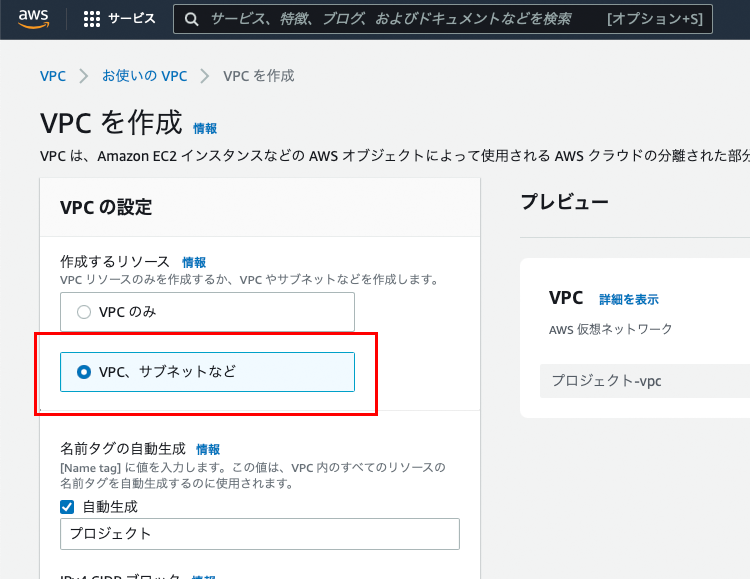 aws サービス サービス、特徴、ブログ、およびドキュメントなどを検索 [オプション+S]
VPC お使いの VPC VPC を作成
VPC を作成 情報
VPC は、Amazon EC2 インスタンスなどの AWS オブジェクトによって使用される AWS クラウドの分離された部
VPC の設定
作成するリソース 情報
VPC リソースのみを作成するか、VPC やサブネットなどを作成します。
VPC のみ
VPC、サブネットなど
名前タグの自動生成 情報
[Name tag] に値を入力します。この値は、VPC 内のすべてのリソースの
名前タグを自動生成するのに使用されます。
自動生成
プロジェクト
IPv4 CIDR ブロック 情報
プレビュー
VPC 詳細を表示
AWS 仮想ネットワーク
プロジェクト-vpc